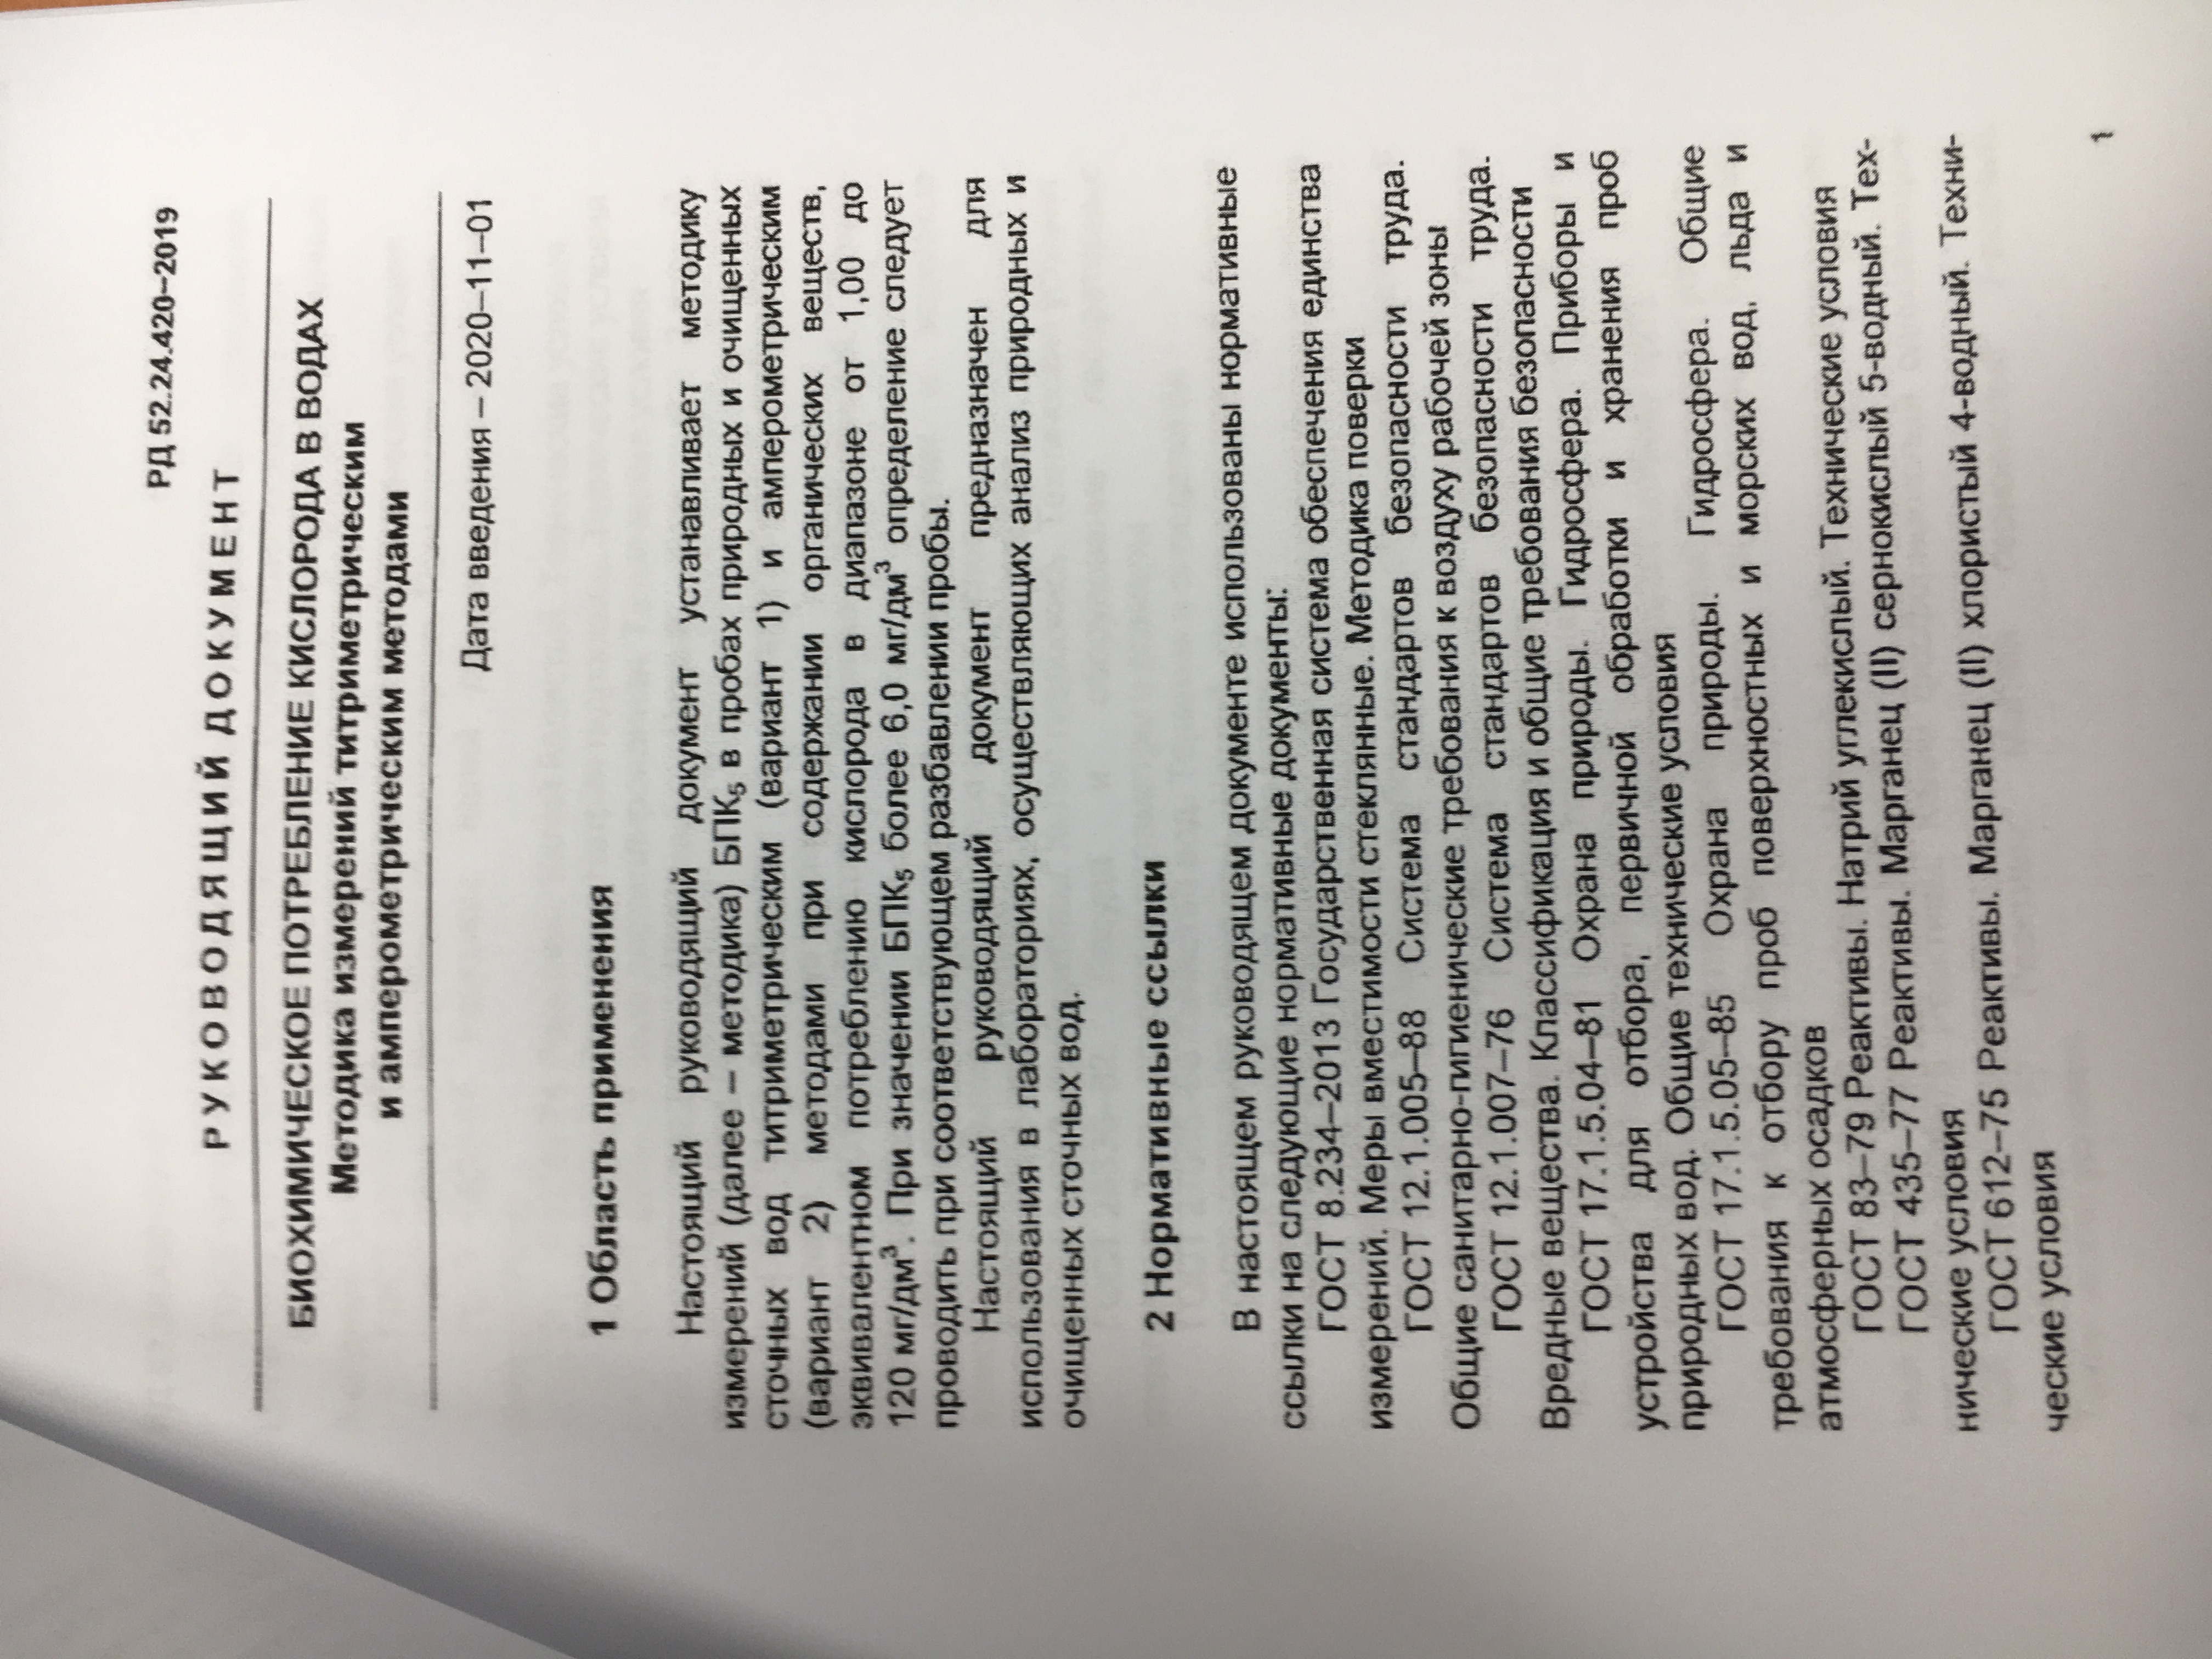 РД 52.24.420–2019
РУКОВОДЯЩИЙ ДОКУМЕНТ
БИОХИМИЧЕСКОЕ ПОТРЕБЛЕНИЕ КИСЛОРОДА В ВОДАХ
Методика измерений титриметрическим
и амперометрическим методами
Дата введения – 2020–11–01
1 Область применения
Настоящий руководящий документ устанавливает методику
измерений (далее – методика) БПК₅ в пробах природных и очищенных
сточных вод титриметрическим (вариант 1) и амперометрическим
(вариант 2) методами при содержании органических веществ,
эквивалентном потреблению кислорода в диапазоне от 1,00 до
120 мг/дм³. При значении БПК₅ более 6,0 мг/дм³ определение следует
проводить при соответствующем разбавлении пробы.
Настоящий руководящий документ предназначен для
использования в лабораториях, осуществляющих анализ природных и
очищенных сточных вод.
2 Нормативные ссылки
В настоящем руководящем документе использованы нормативные
ссылки на следующие нормативные документы:
ГОСТ 8.234–2013 Государственная система обеспечения единства
измерений. Меры вместимости стеклянные. Методика поверки
ГОСТ 12.1.005–88 Система стандартов безопасности труда.
Общие санитарно-гигиенические требования к воздуху рабочей зоны
ГОСТ 12.1.007–76 Система стандартов безопасности труда.
Вредные вещества. Классификация и общие требования безопасности
ГОСТ 17.1.5.04–81 Охрана природы. Гидросфера. Приборы и
устройства для отбора, первичной обработки и хранения проб
природных вод. Общие технические условия
ГОСТ 17.1.5.05–85 Охрана природы. Гидросфера. Общие
требования к отбору проб поверхностных и морских вод, льда и
атмосферных осадков
ГОСТ 83–79 Реактивы. Натрий углекислый. Технические условия
ГОСТ 435–77 Реактивы. Марганец (II) сернокислый 5-водный. Тех-
нические условия
ГОСТ 612–75 Реактивы. Марганец (II) хлористый 4-водный. Техни-
ческие условия
1